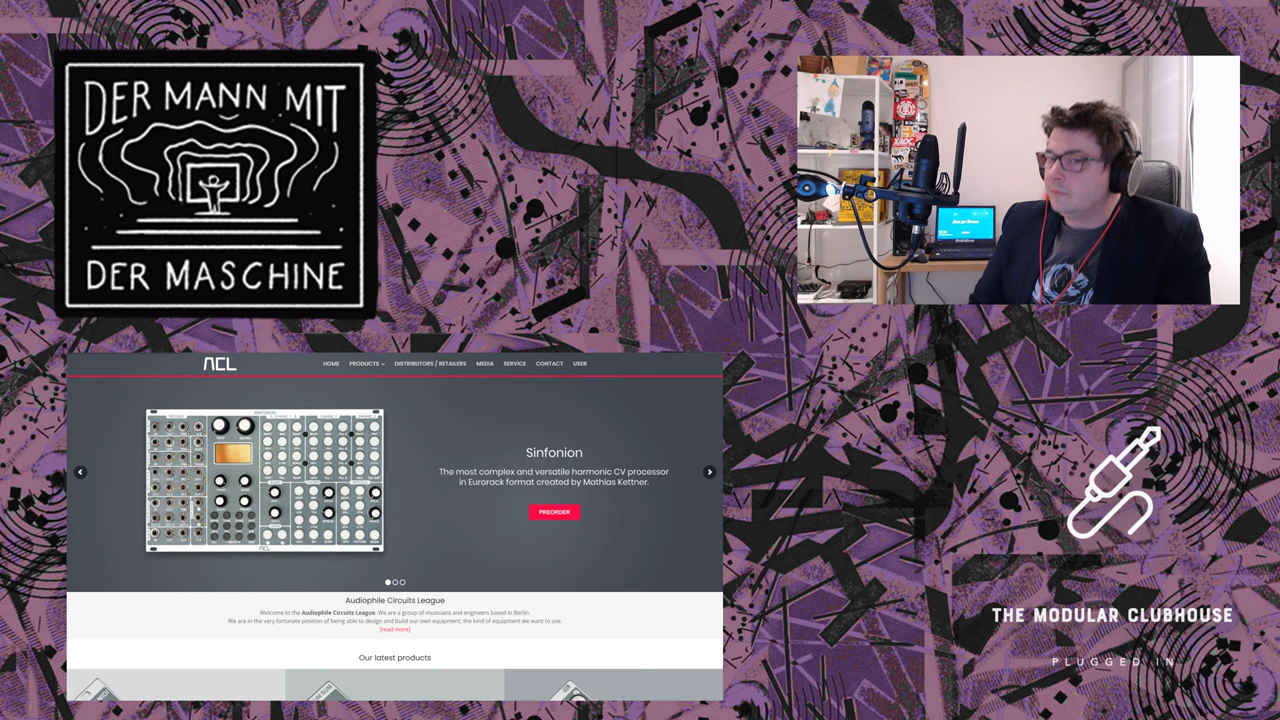 DER MANN MIT
DER MASCHINE
XAOC
ACL
HOME PRODUCTS DISTRIBUTORS / RETAILERS MEDIA SERVICE CONTACT USER
SINFONION
ACL
Sinfonion
The most complex and versatile harmonic CV processor
in Eurorack format created by Mathias Kettner.
PREORDER
Audiophile Circuits League
Welcome to the Audiophile Circuits League. We are a group of musicians and engineers based in Berlin.
We are in the very fortunate position of being able to design and build our own equipment, the kind of equipment we want to use.
[read more]
Our latest products
THE MODULAR CLUBHOUSE
PLUGGED IN